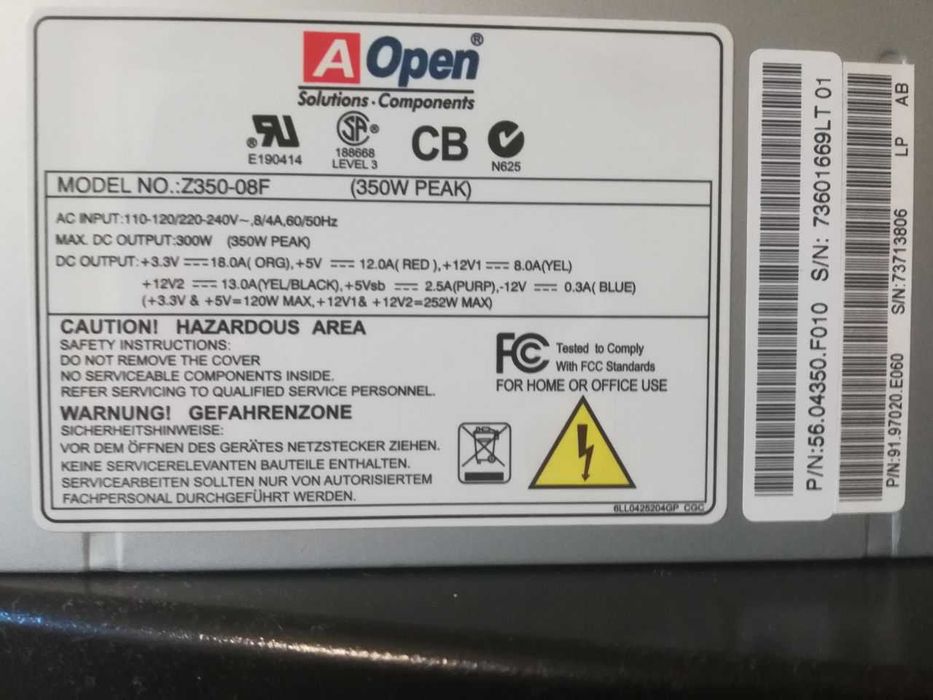 AOpen®
Solutions · Components
E190414
188668
LEVEL 3
CB
N625
MODEL NO.:Z350-08F (350W PEAK)
AC INPUT:110-120/220-240V~,8/4A,60/50Hz
MAX. DC OUTPUT:300W (350W PEAK)
DC OUTPUT:+3.3V ⎓ 18.0A( ORG),+5V ⎓ 12.0A( RED ),+12V1 ⎓ 8.0A(YEL)
+12V2 ⎓ 13.0A(YEL/BLACK),+5Vsb ⎓ 2.5A(PURP),-12V ⎓ 0.3A( BLUE)
(+3.3V & +5V=120W MAX,+12V1& +12V2=252W MAX)
CAUTION! HAZARDOUS AREA
SAFETY INSTRUCTIONS:
DO NOT REMOVE THE COVER
NO SERVICEABLE COMPONENTS INSIDE.
REFER SERVICING TO QUALIFIED SERVICE PERSONNEL.
FC
Tested to Comply
With FCC Standards
FOR HOME OR OFFICE USE
WARNUNG! GEFAHRENZONE
SICHERHEITSHINWEISE:
VOR DEM ÖFFNEN DES GERÄTES NETZSTECKER ZIEHEN.
KEINE SERVICERELEVANTEN BAUTEILE ENTHALTEN.
SERVICEARBEITEN SOLLTEN NUR VON AUTORISIERTEM
FACHPERSONAL DURCHGEFÜHRT WERDEN.
6LL0425204GP CGC
P/N:56.04350.F010 S/N: 73601669LT 01
P/N:91.97020.E060 S/N:73713806 LP AB